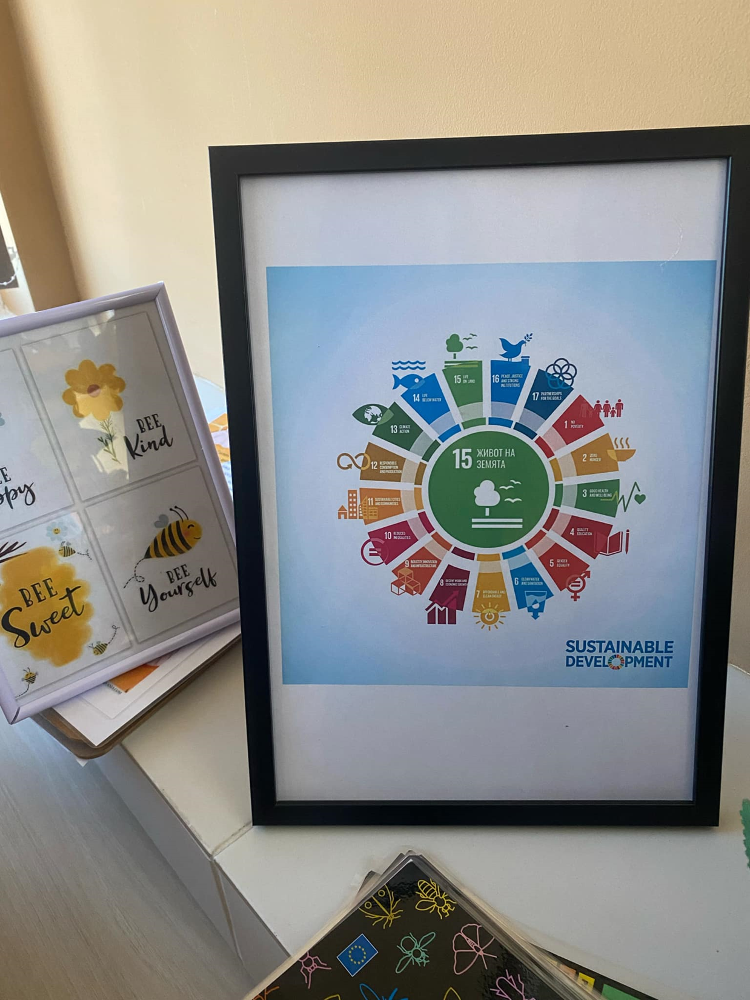 BEE
Kind
BEE
Sweet
BEE
Yourself
15 ЖИВОТ НА
ЗЕМЯТА
15 LIFE
ON LAND
16 PEACE, JUSTICE
AND STRONG
INSTITUTIONS
17 PARTNERSHIPS
FOR THE GOALS
1 NO
POVERTY
2 ZERO
HUNGER
3 GOOD HEALTH
AND WELL-BEING
4 QUALITY
EDUCATION
5 GENDER
EQUALITY
6 CLEAN WATER
AND SANITATION
7 AFFORDABLE AND
CLEAN ENERGY
8 DECENT WORK AND
ECONOMIC GROWTH
9 INDUSTRY, INNOVATION
AND INFRASTRUCTURE
10 REDUCED
INEQUALITIES
11 SUSTAINABLE CITIES
AND COMMUNITIES
12 RESPONSIBLE
CONSUMPTION
AND PRODUCTION
13 CLIMATE
ACTION
14 LIFE
BELOW WATER
SUSTAINABLE
DEVELOPMENT